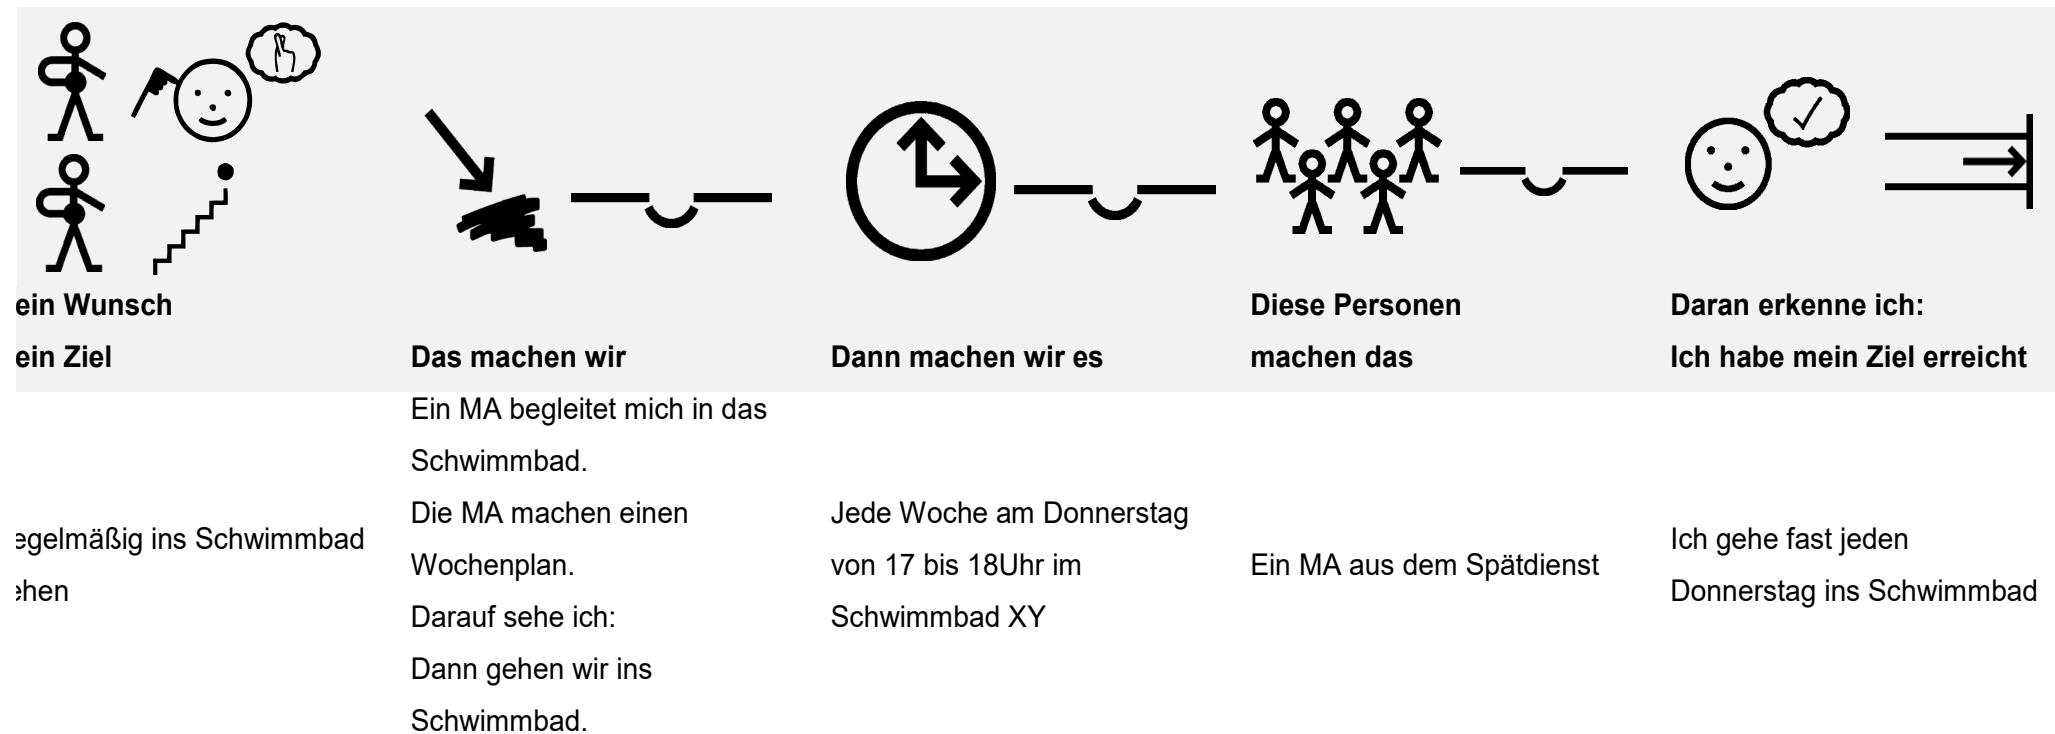 ein Wunsch
ein Ziel
Das machen wir
Dann machen wir es
Diese Personen
machen das
Daran erkenne ich:
Ich habe mein Ziel erreicht
egelmäßig ins Schwimmbad
ehen
Ein MA begleitet mich in das
Schwimmbad.
Die MA machen einen
Wochenplan.
Darauf sehe ich:
Dann gehen wir ins
Schwimmbad.
Jede Woche am Donnerstag
von 17 bis 18Uhr im
Schwimmbad XY
Ein MA aus dem Spätdienst
Ich gehe fast jeden
Donnerstag ins Schwimmbad